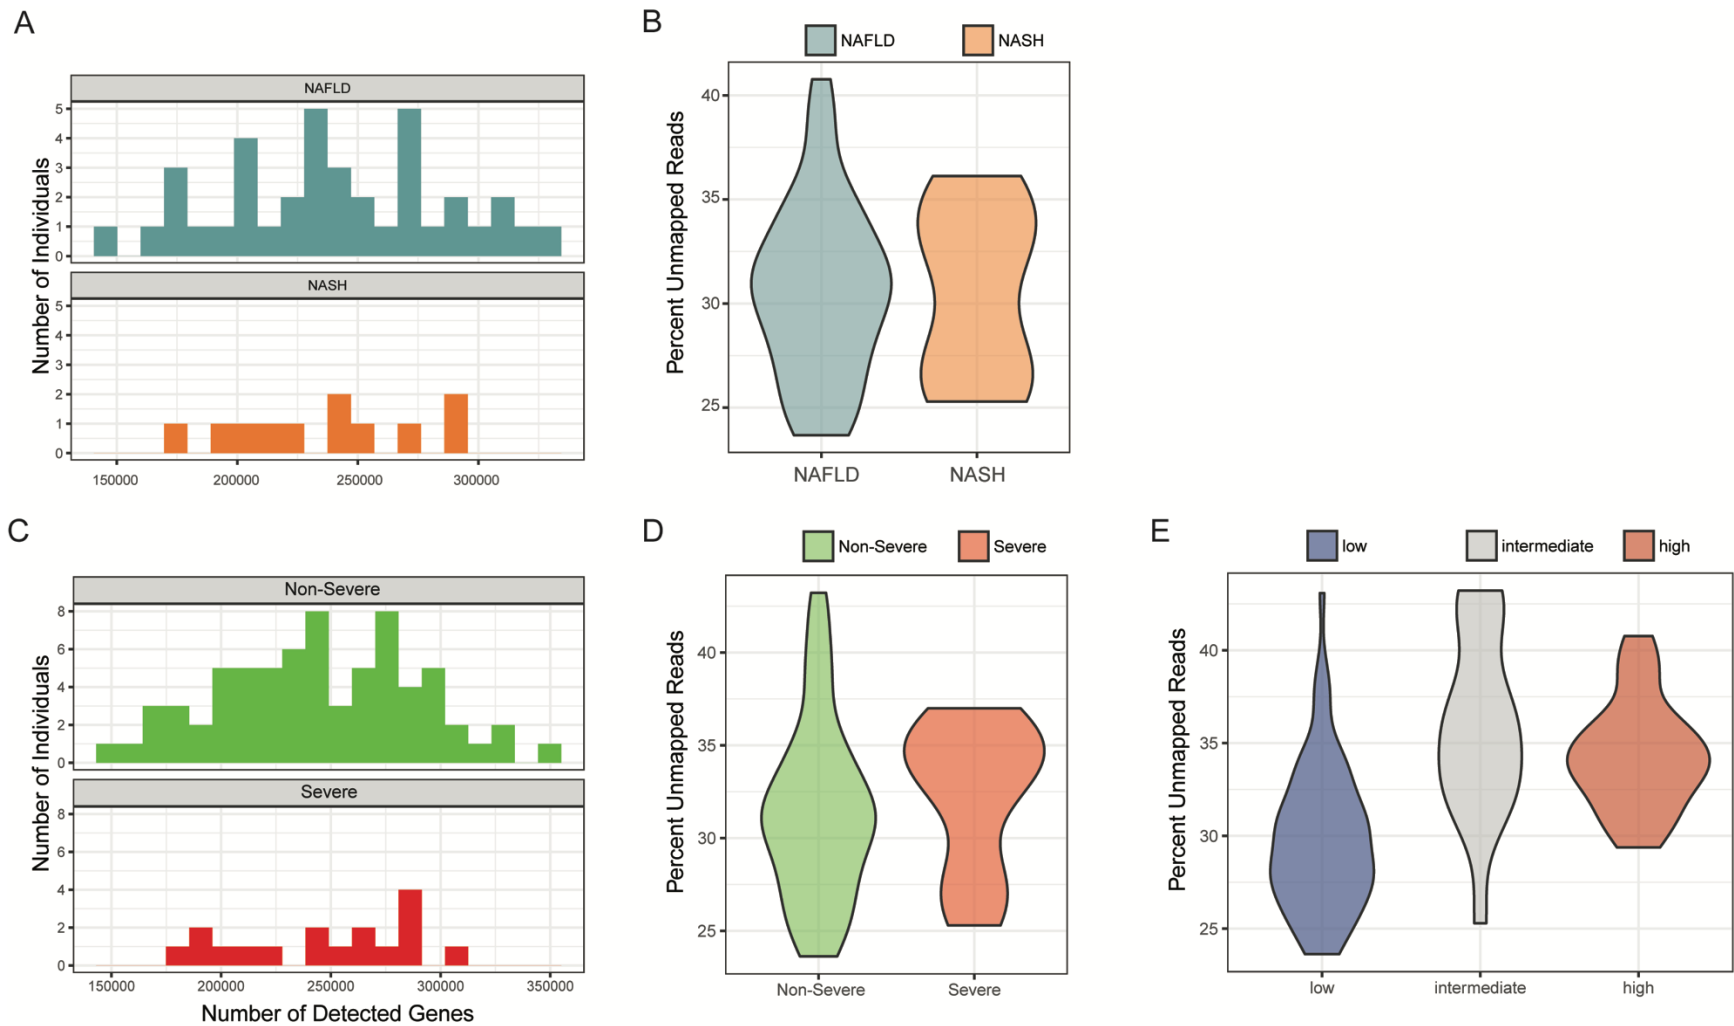 A
NAFLD
5
4
3
2
1
0
NASH
5
4
3
2
1
0
150000 200000 250000 300000
Number of Individuals
B
NAFLD NASH
40
35
30
25
Percent Unmapped Reads
NAFLD NASH
C
Non-Severe
8
6
4
2
0
Severe
8
6
4
2
0
150000 200000 250000 300000 350000
Number of Individuals
Number of Detected Genes
D
Non-Severe Severe
40
35
30
25
Percent Unmapped Reads
Non-Severe Severe
E
low intermediate high
40
35
30
25
Percent Unmapped Reads
low intermediate high